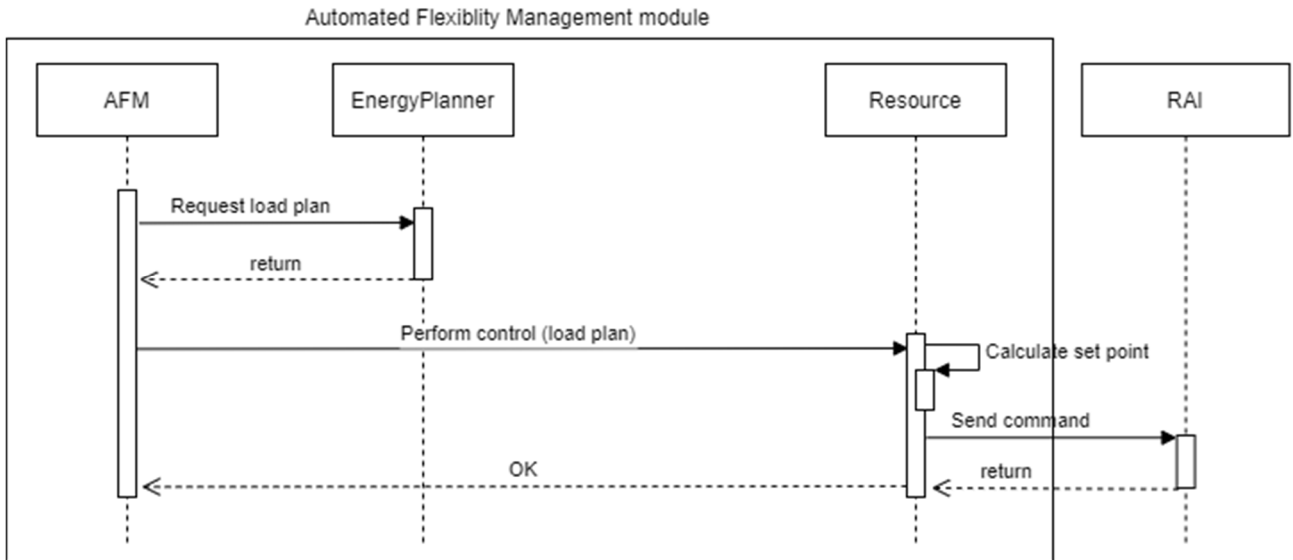 Automated Flexiblity Management module
AFM
EnergyPlanner
Resource
RAI
Request load plan
return
Perform control (load plan)
Calculate set point
Send command
OK
return